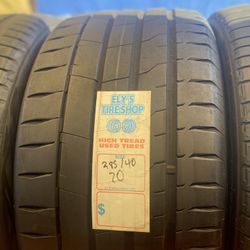 ELY'S
TIRESHOP
HIGH TREAD
USED TIRES
285/40
20
$